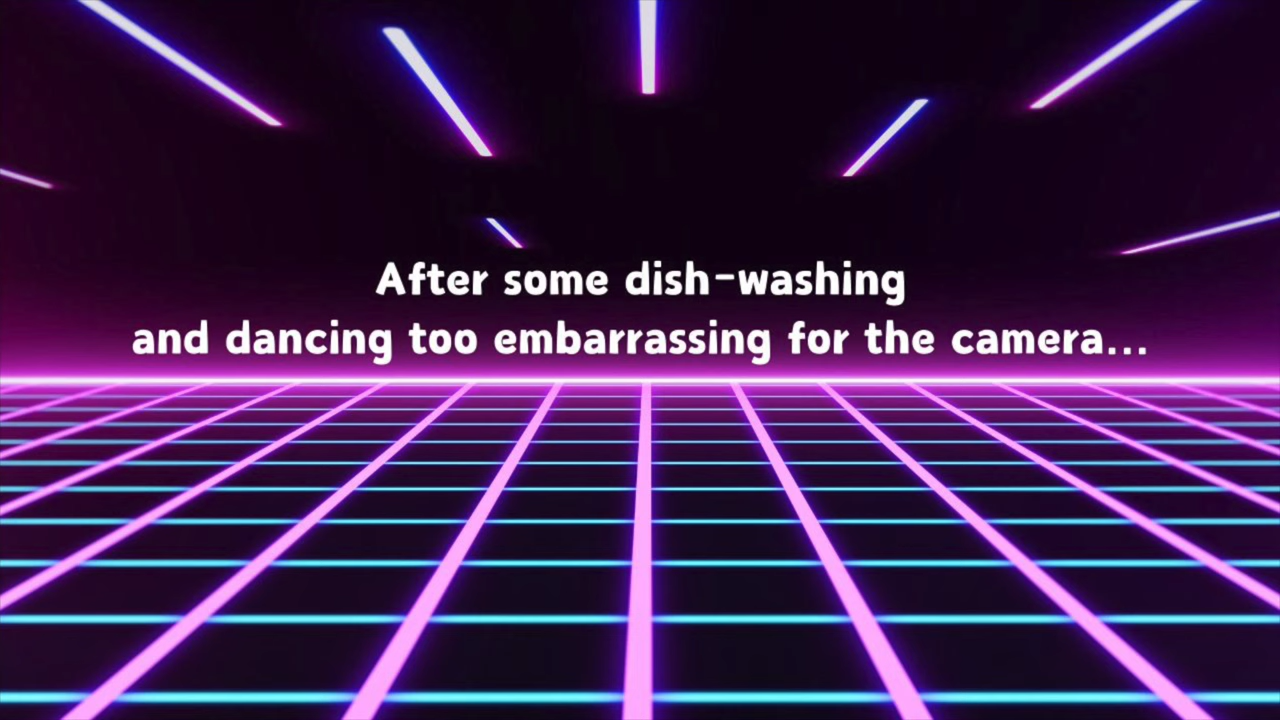 After some dish-washing
and dancing too embarrassing for the camera...